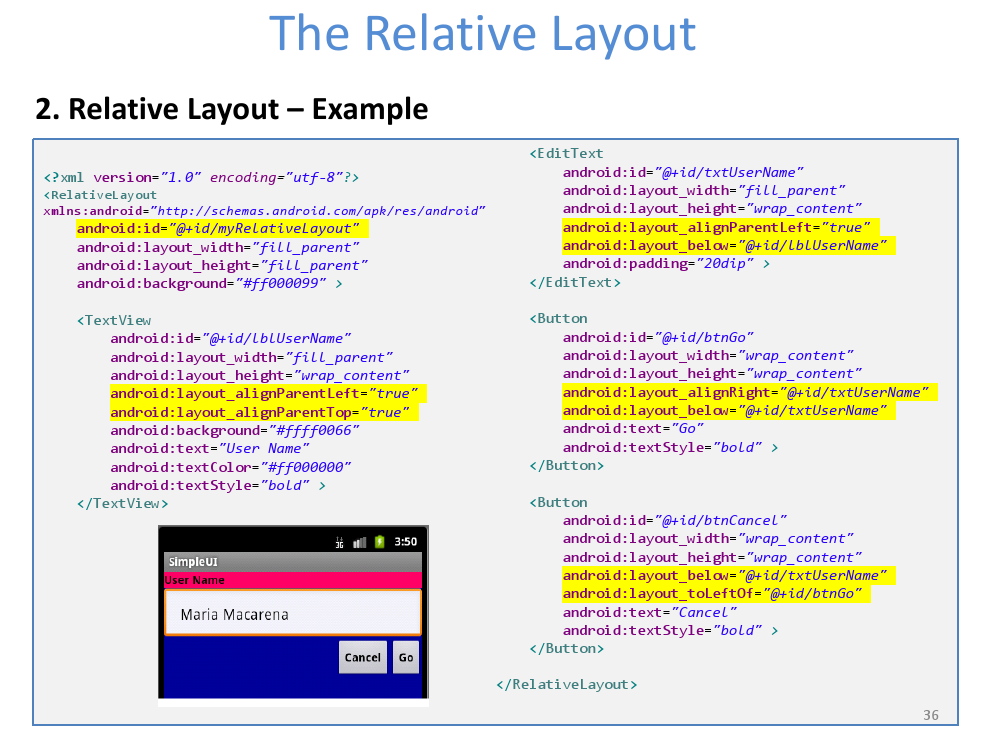 The Relative Layout
2. Relative Layout – Example
<?xml version="1.0" encoding="utf-8"?>
<RelativeLayout
xmlns:android="http://schemas.android.com/apk/res/android"
android:id="@+id/myRelativeLayout"
android:layout_width="fill_parent"
android:layout_height="fill_parent"
android:background="#ff000099" >
<TextView
android:id="@+id/lblUserName"
android:layout_width="fill_parent"
android:layout_height="wrap_content"
android:layout_alignParentLeft="true"
android:layout_alignParentTop="true"
android:background="#ffff0066"
android:text="User Name"
android:textColor="#ff000000"
android:textStyle="bold" >
</TextView>
3G 3:50
SimpleUI
User Name
Maria Macarena
Cancel Go
<EditText
android:id="@+id/txtUserName"
android:layout_width="fill_parent"
android:layout_height="wrap_content"
android:layout_alignParentLeft="true"
android:layout_below="@+id/lblUserName"
android:padding="20dip" >
</EditText>
<Button
android:id="@+id/btnGo"
android:layout_width="wrap_content"
android:layout_height="wrap_content"
android:layout_alignRight="@+id/txtUserName"
android:layout_below="@+id/txtUserName"
android:text="Go"
android:textStyle="bold" >
</Button>
<Button
android:id="@+id/btnCancel"
android:layout_width="wrap_content"
android:layout_height="wrap_content"
android:layout_below="@+id/txtUserName"
android:layout_toLeftOf="@+id/btnGo"
android:text="Cancel"
android:textStyle="bold" >
</Button>
</RelativeLayout>
36